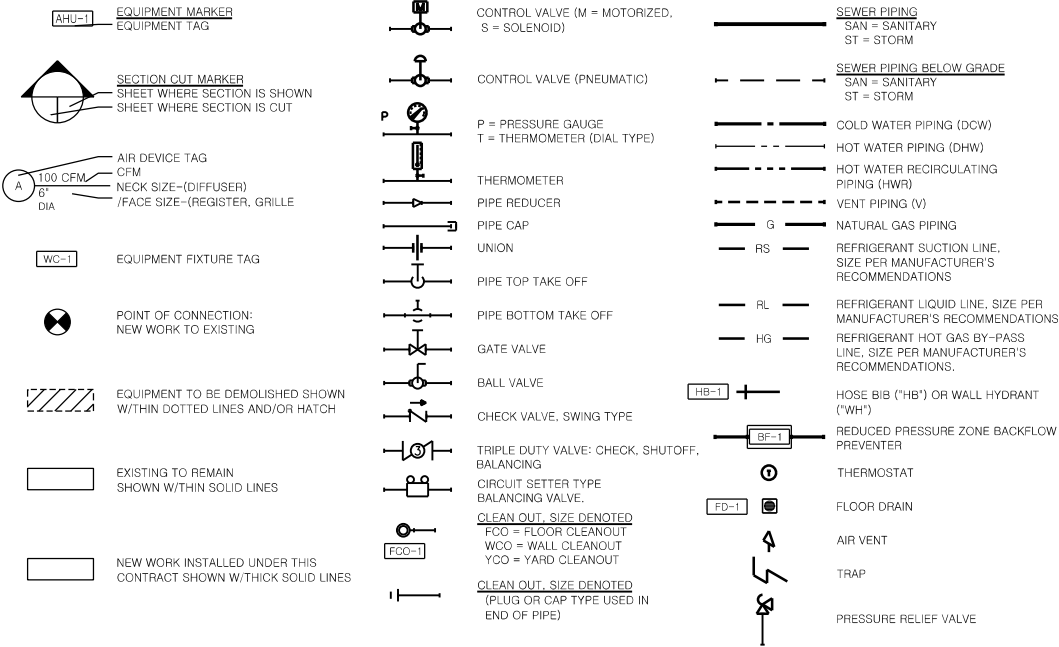 AHU-1
EQUIPMENT MARKER
EQUIPMENT TAG
SECTION CUT MARKER
SHEET WHERE SECTION IS SHOWN
SHEET WHERE SECTION IS CUT
A
100 CFM
6"
DIA
AIR DEVICE TAG
CFM
NECK SIZE-(DIFFUSER)
/FACE SIZE-(REGISTER, GRILLE
WC-1
EQUIPMENT FIXTURE TAG
POINT OF CONNECTION:
NEW WORK TO EXISTING
EQUIPMENT TO BE DEMOLISHED SHOWN
W/THIN DOTTED LINES AND/OR HATCH
EXISTING TO REMAIN
SHOWN W/THIN SOLID LINES
NEW WORK INSTALLED UNDER THIS
CONTRACT SHOWN W/THICK SOLID LINES
M
CONTROL VALVE (M = MOTORIZED,
S = SOLENOID)
CONTROL VALVE (PNEUMATIC)
P
P = PRESSURE GAUGE
T = THERMOMETER (DIAL TYPE)
THERMOMETER
PIPE REDUCER
PIPE CAP
UNION
PIPE TOP TAKE OFF
PIPE BOTTOM TAKE OFF
GATE VALVE
BALL VALVE
CHECK VALVE, SWING TYPE
3
TRIPLE DUTY VALVE: CHECK, SHUTOFF,
BALANCING
CIRCUIT SETTER TYPE
BALANCING VALVE.
FCO-1
CLEAN OUT, SIZE DENOTED
FCO = FLOOR CLEANOUT
WCO = WALL CLEANOUT
YCO = YARD CLEANOUT
CLEAN OUT, SIZE DENOTED
(PLUG OR CAP TYPE USED IN
END OF PIPE)
SEWER PIPING
SAN = SANITARY
ST = STORM
SEWER PIPING BELOW GRADE
SAN = SANITARY
ST = STORM
COLD WATER PIPING (DCW)
HOT WATER PIPING (DHW)
HOT WATER RECIRCULATING
PIPING (HWR)
VENT PIPING (V)
G
NATURAL GAS PIPING
RS
REFRIGERANT SUCTION LINE,
SIZE PER MANUFACTURER'S
RECOMMENDATIONS
RL
REFRIGERANT LIQUID LINE, SIZE PER
MANUFACTURER'S RECOMMENDATIONS
HG
REFRIGERANT HOT GAS BY-PASS
LINE, SIZE PER MANUFACTURER'S
RECOMMENDATIONS.
HB-1
HOSE BIB ("HB") OR WALL HYDRANT
("WH")
BF-1
REDUCED PRESSURE ZONE BACKFLOW
PREVENTER
T
THERMOSTAT
FD-1
FLOOR DRAIN
AIR VENT
TRAP
PRESSURE RELIEF VALVE